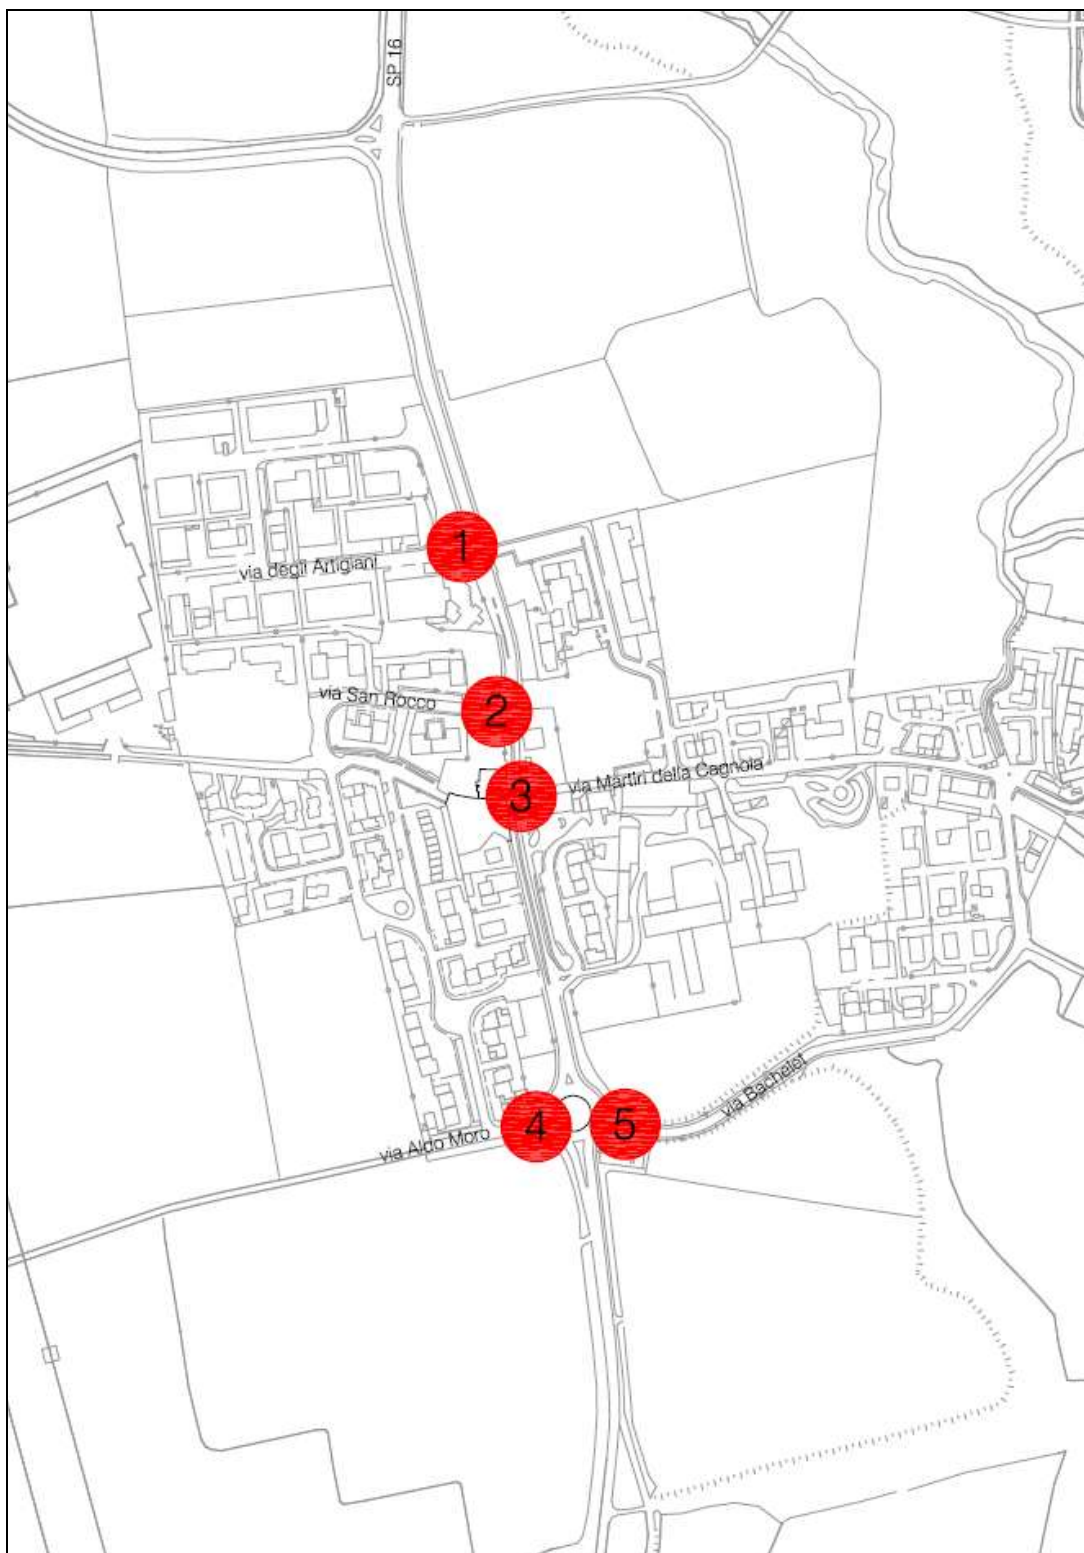 SP 16
1
via degli Artigiani
via San Rocco
2
via Martiri della Cagnola
3
via Bachelet
4
5
via Aldo Moro